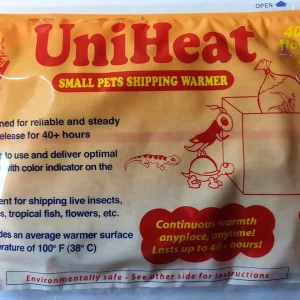 OPEN
UniHeat
40
SMALL PETS SHIPPING WARMER
ned for reliable and steady
elease for 40+ hours
to use and deliver optimal
with color indicator on the
ent for shipping live insects,
s, tropical fish, flowers, etc.
des an average warmer surface
erature of 100° F (38° C)
Continuous warmth
anyplace, anytime!
Lasts up to 40+ hours!
Environmentally safe - See other side for instructions